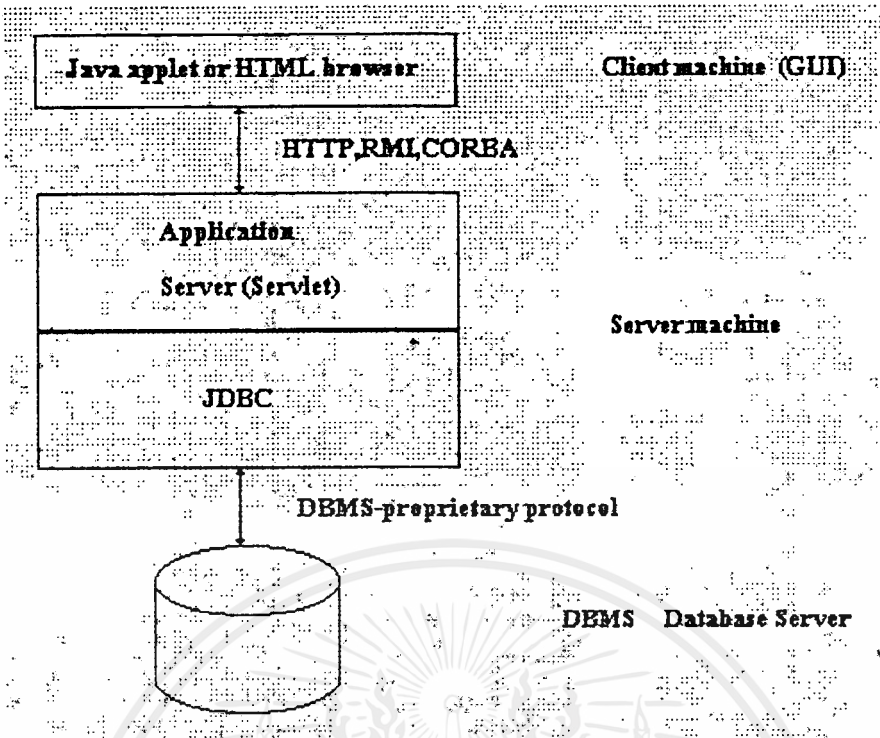 Java applet or HTML browser
Client machine (GUI)
HTTP,RMI,CORBA
Application
Server (Servlet)
Server machine
JDBC
DBMS-proprietary protocol
DBMS Database Server